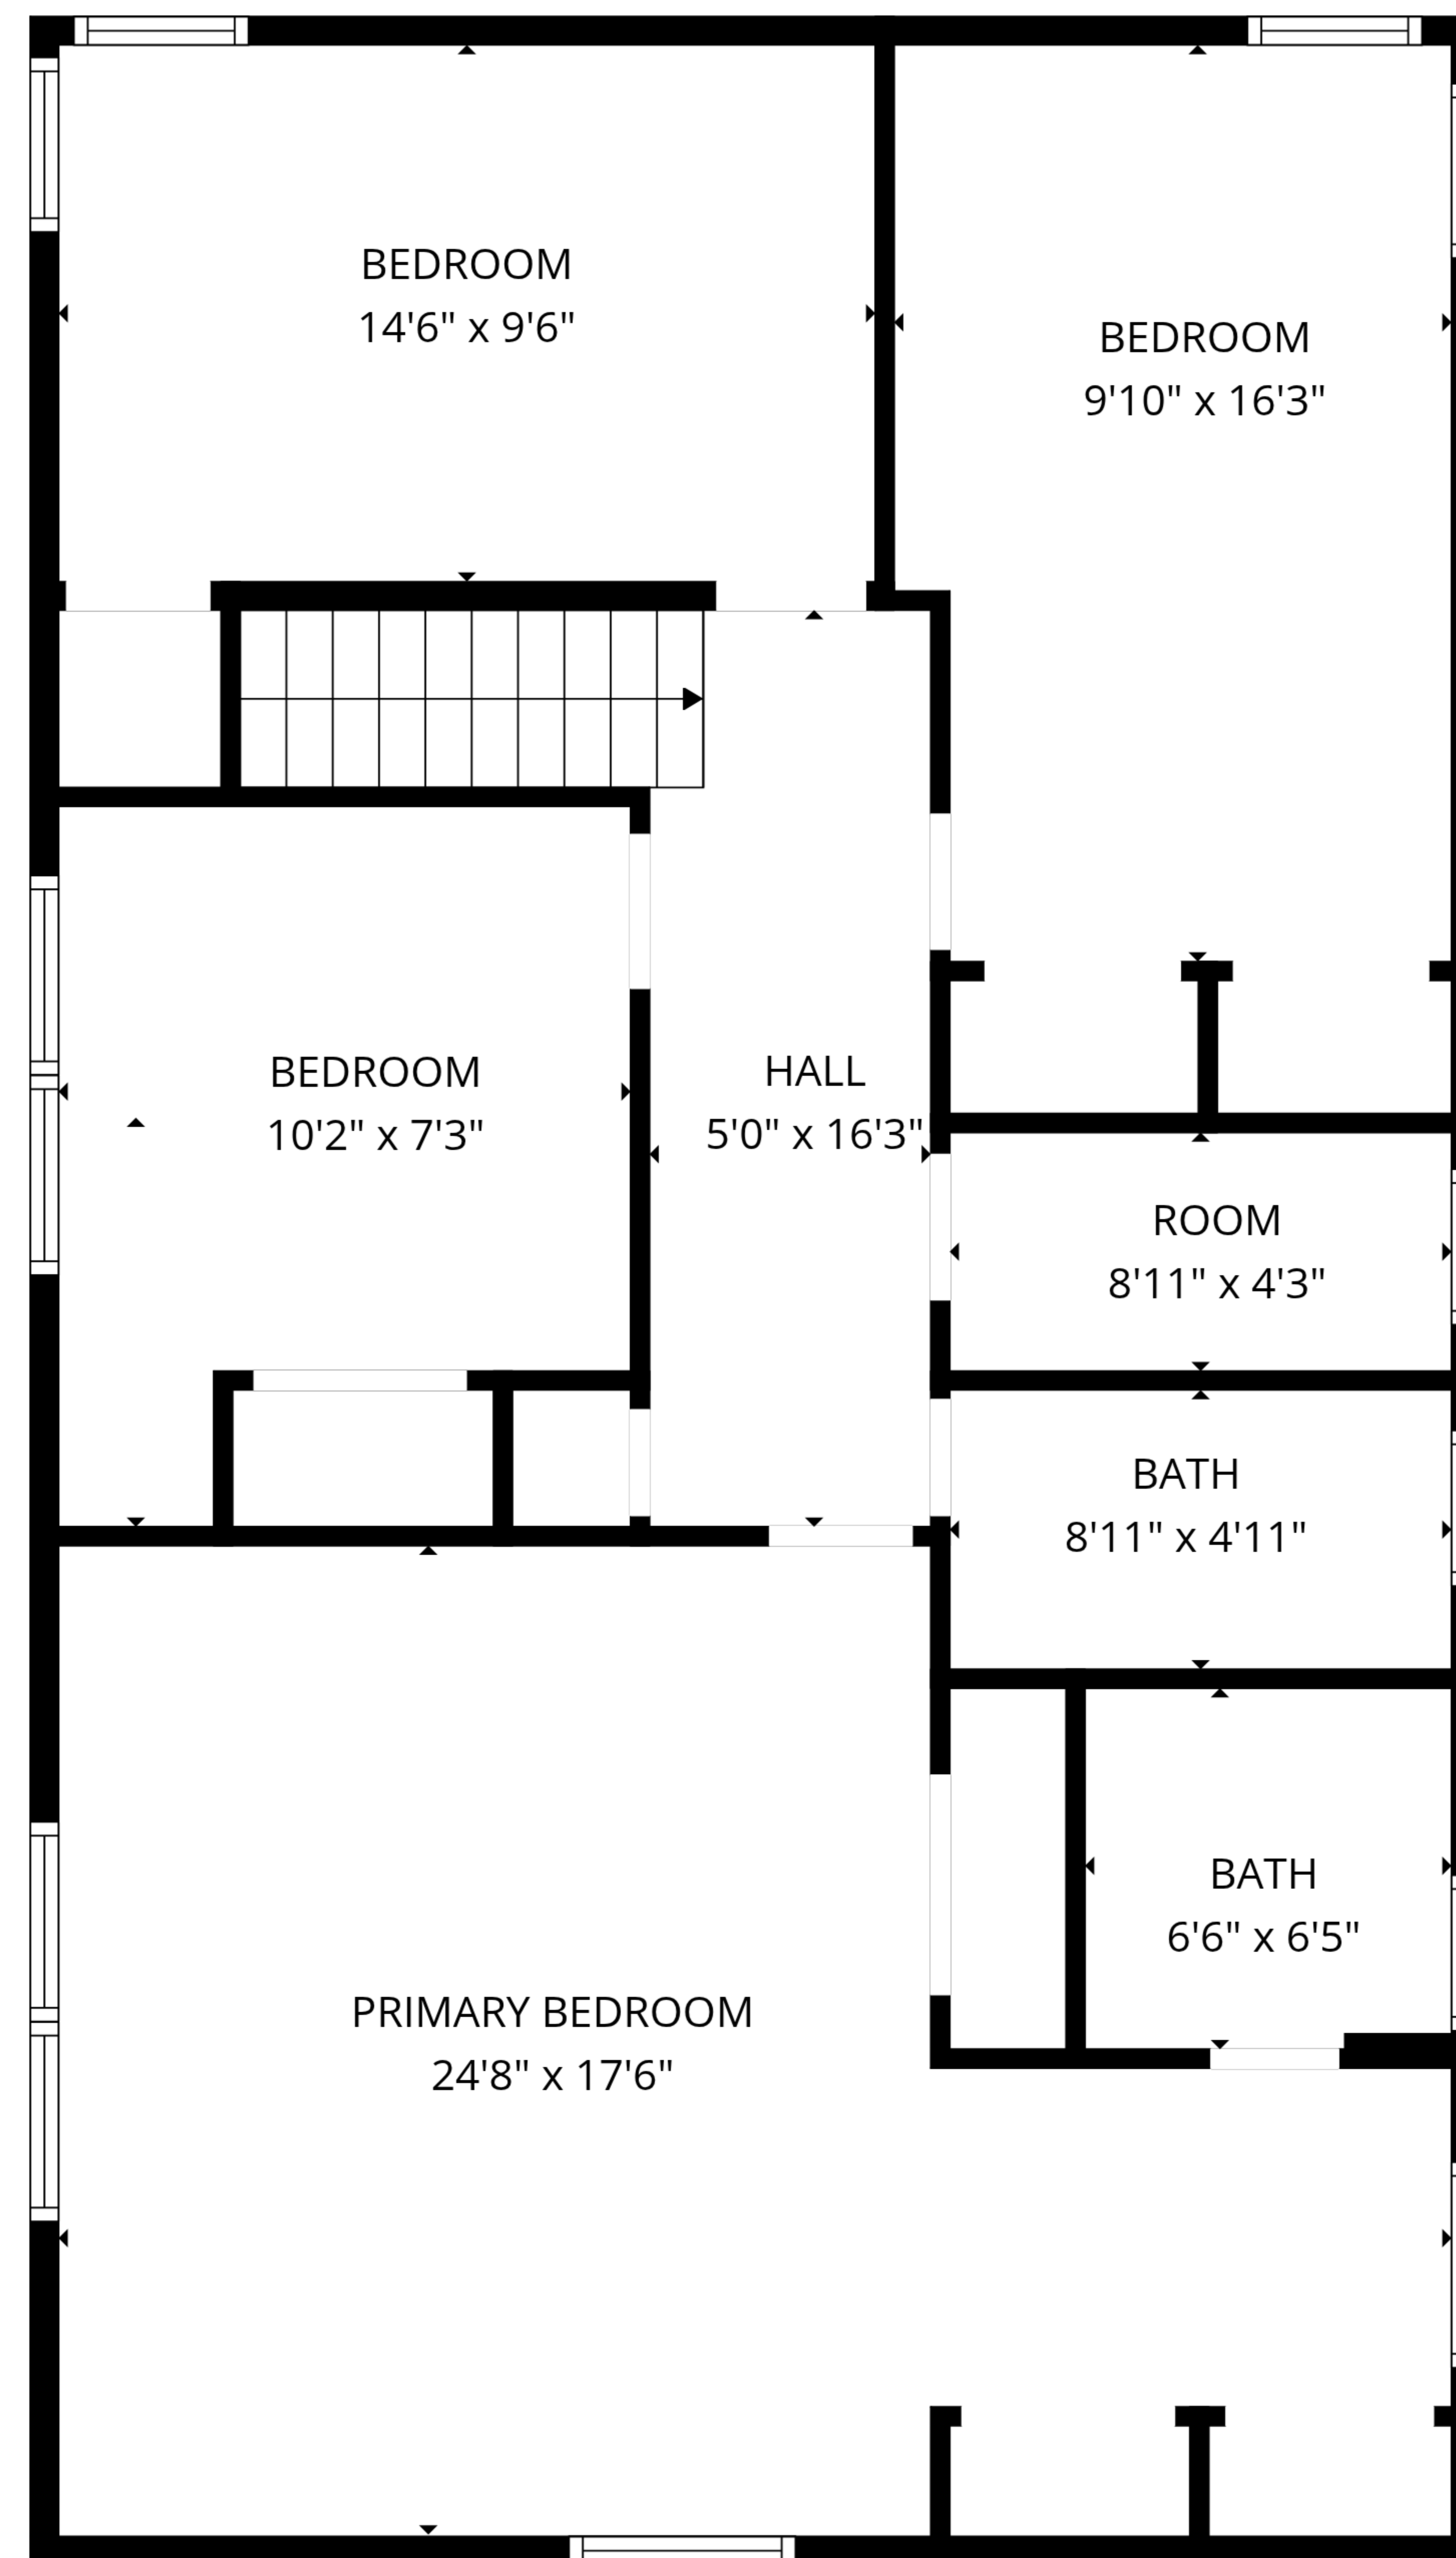 BEDROOM
14'6" x 9'6"
BEDROOM
9'10" x 16'3"
BEDROOM
10'2" x 7'3"
HALL
5'0" x 16'3"
ROOM
8'11" x 4'3"
BATH
8'11" x 4'11"
BATH
6'6" x 6'5"
PRIMARY BEDROOM
24'8" x 17'6"